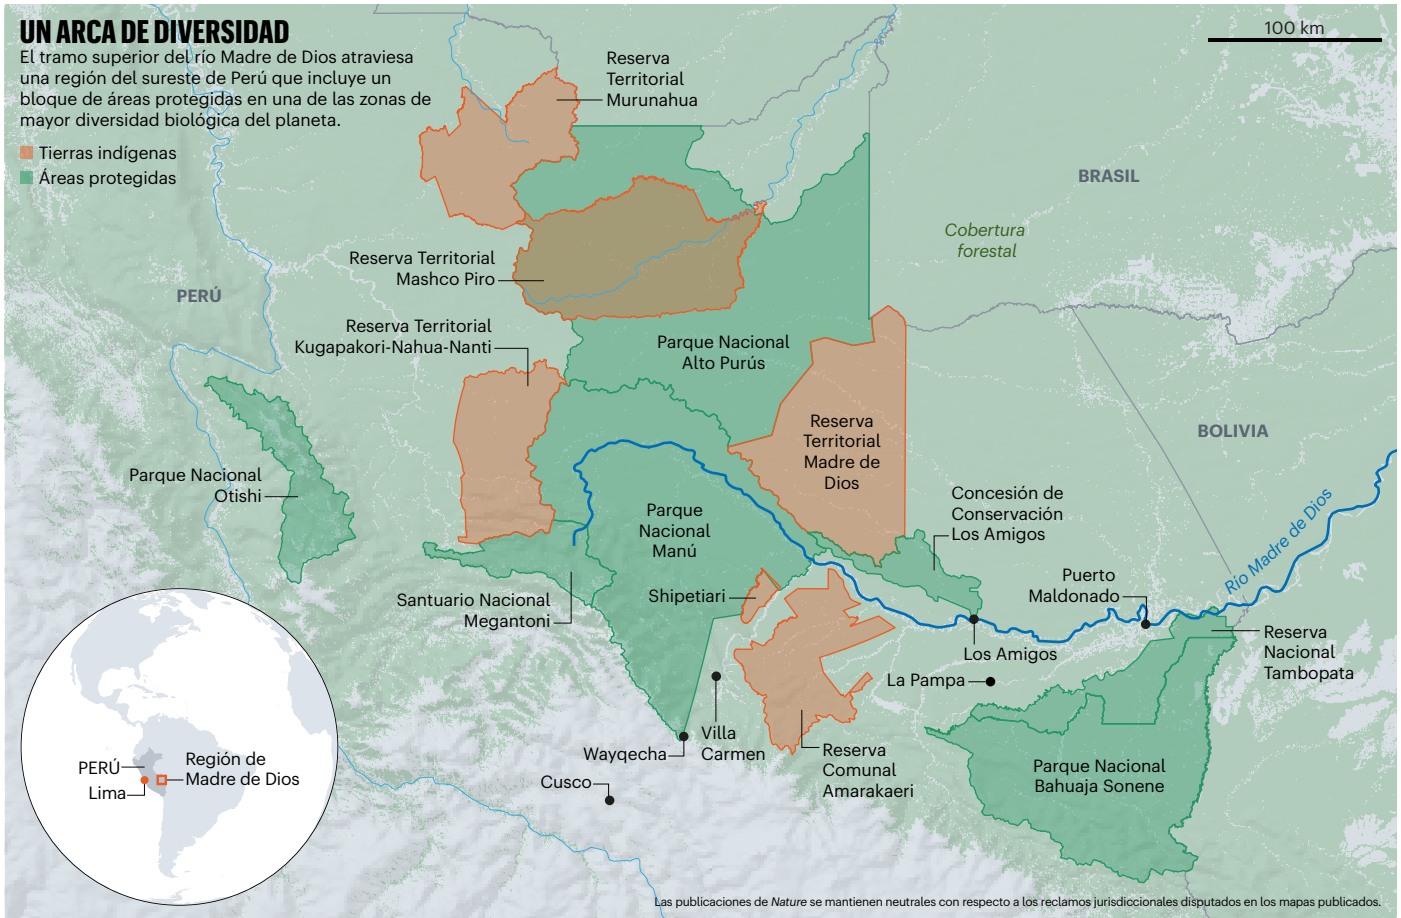 UN ARCA DE DIVERSIDAD
El tramo superior del río Madre de Dios atraviesa
una región del sureste de Perú que incluye un
bloque de áreas protegidas en una de las zonas de
mayor diversidad biológica del planeta.
Tierras indígenas
Áreas protegidas
100 km
Reserva
Territorial
Murunahua
BRASIL
Cobertura
forestal
Reserva Territorial
Mashco Piro
PERÚ
Reserva Territorial
Kugapakori-Nahua-Nanti
Parque Nacional
Alto Purús
Reserva
Territorial
Madre de
Dios
BOLIVIA
Parque Nacional
Otishi
Parque
Nacional
Manú
Concesión de
Conservación
Los Amigos
Río Madre de Dios
Puerto
Maldonado
Santuario Nacional
Megantoni
Shipetiari
Los Amigos
Reserva
Nacional
Tambopata
La Pampa
Villa
Carmen
Wayqecha
Reserva
Comunal
Amarakaeri
Cusco
Parque Nacional
Bahuaja Sonene
PERÚ
Lima
Región de
Madre de Dios
Las publicaciones de Nature se mantienen neutrales con respecto a los reclamos jurisdiccionales disputados en los mapas publicados.